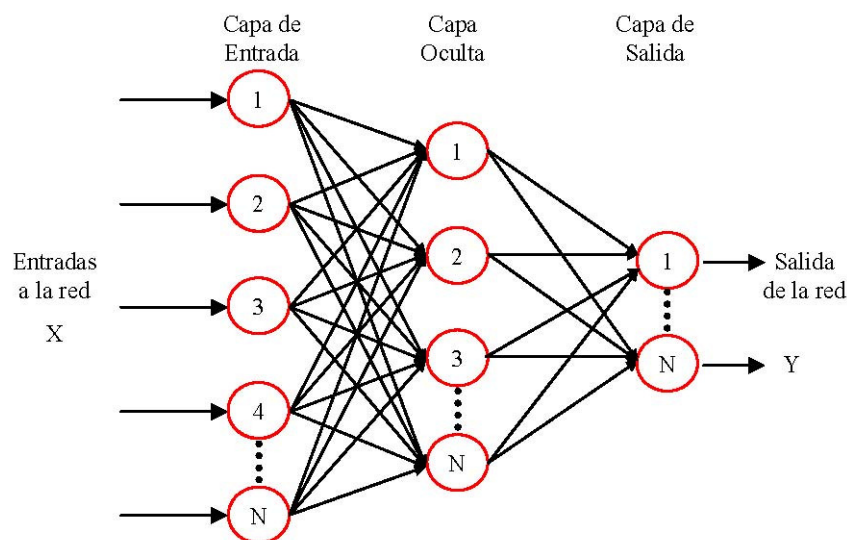 Capa de
Entrada
Capa
Oculta
Capa de
Salida
1
2
3
4
N
1
2
3
N
1
N
Entradas
a la red
X
Salida
de la red
Y